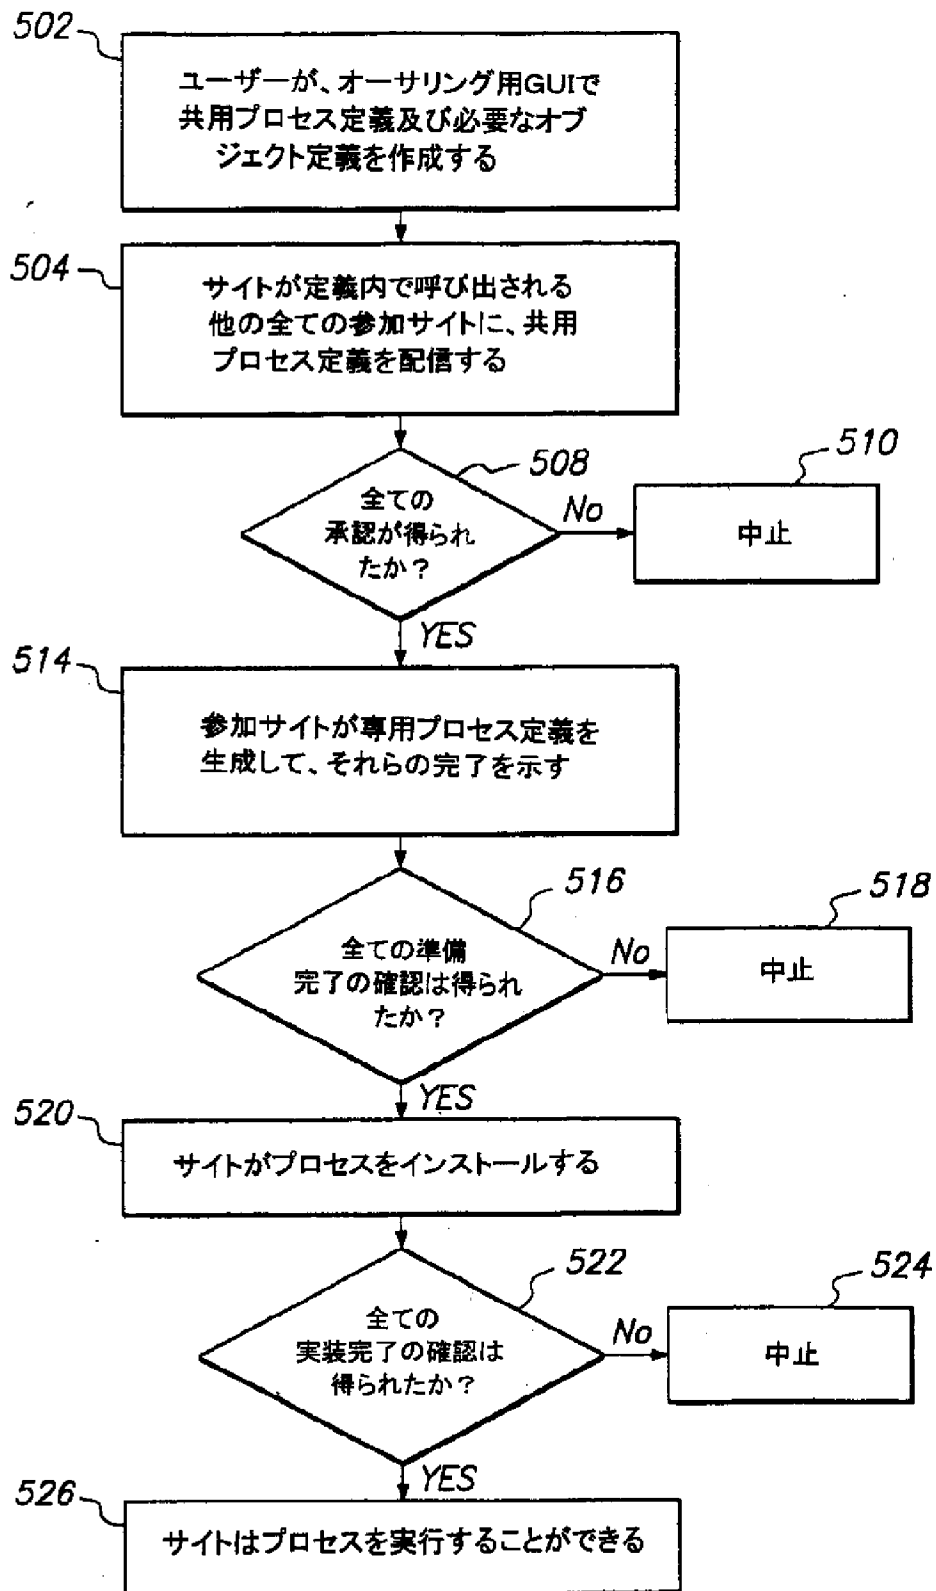 502
ユーザーが、オーサリング用GUIで
共用プロセス定義及び必要なオブ
ジェクト定義を作成する
504
サイトが定義内で呼び出される
他の全ての参加サイトに、共用
プロセス定義を配信する
508
全ての
承認が得られ
たか？
No
510
中止
YES
514
参加サイトが専用プロセス定義を
生成して、それらの完了を示す
516
全ての準備
完了の確認は得られ
たか？
No
518
中止
YES
520
サイトがプロセスをインストールする
522
全ての
実装完了の確認は
得られたか？
No
524
中止
YES
526
サイトはプロセスを実行することができる